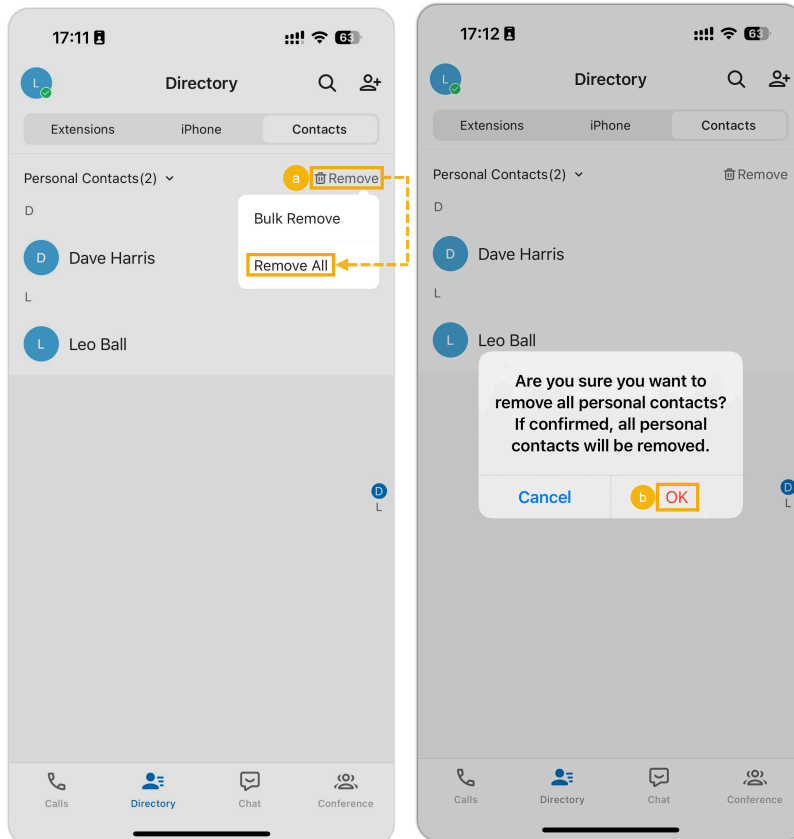 17:11
63
L
Directory
Extensions
iPhone
Contacts
Personal Contacts(2)
a
Remove
Bulk Remove
Remove All
D
D
Dave Harris
L
L
Leo Ball
D
L
Calls
Directory
Chat
Conference
17:12
63
L
Directory
Extensions
iPhone
Contacts
Personal Contacts(2)
Remove
D
D
Dave Harris
L
L
Leo Ball
Are you sure you want to
remove all personal contacts?
If confirmed, all personal
contacts will be removed.
Cancel
b
OK
D
L
Calls
Directory
Chat
Conference